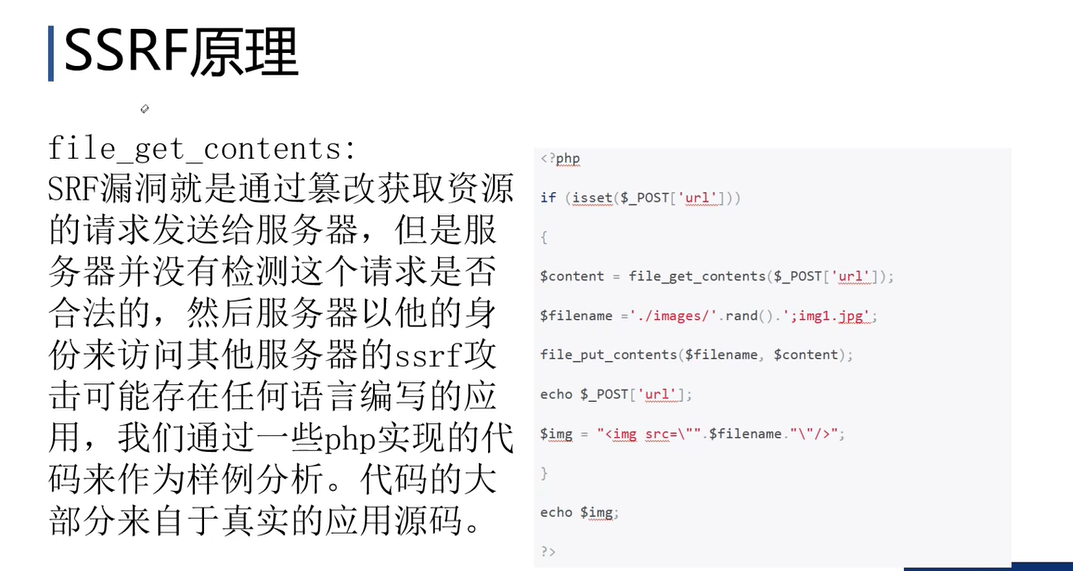 SSRF原理
file_get_contents:
SRF漏洞就是通过篡改获取资源
的请求发送给服务器，但是服
务器并没有检测这个请求是否
合法的，然后服务器以他的身
份来访问其他服务器的ssrf攻
击可能存在任何语言编写的应
用，我们通过一些php实现的代
码来作为样例分析。代码的大
部分来自于真实的应用源码。
<?php
if (isset($_POST['url']))
{
$content = file_get_contents($_POST['url']);
$filename ='./images/'.rand().';img1.jpg';
file_put_contents($filename, $content);
echo $_POST['url'];
$img = "<img src=\"".$filename."\"/>";
}
echo $img;
?>